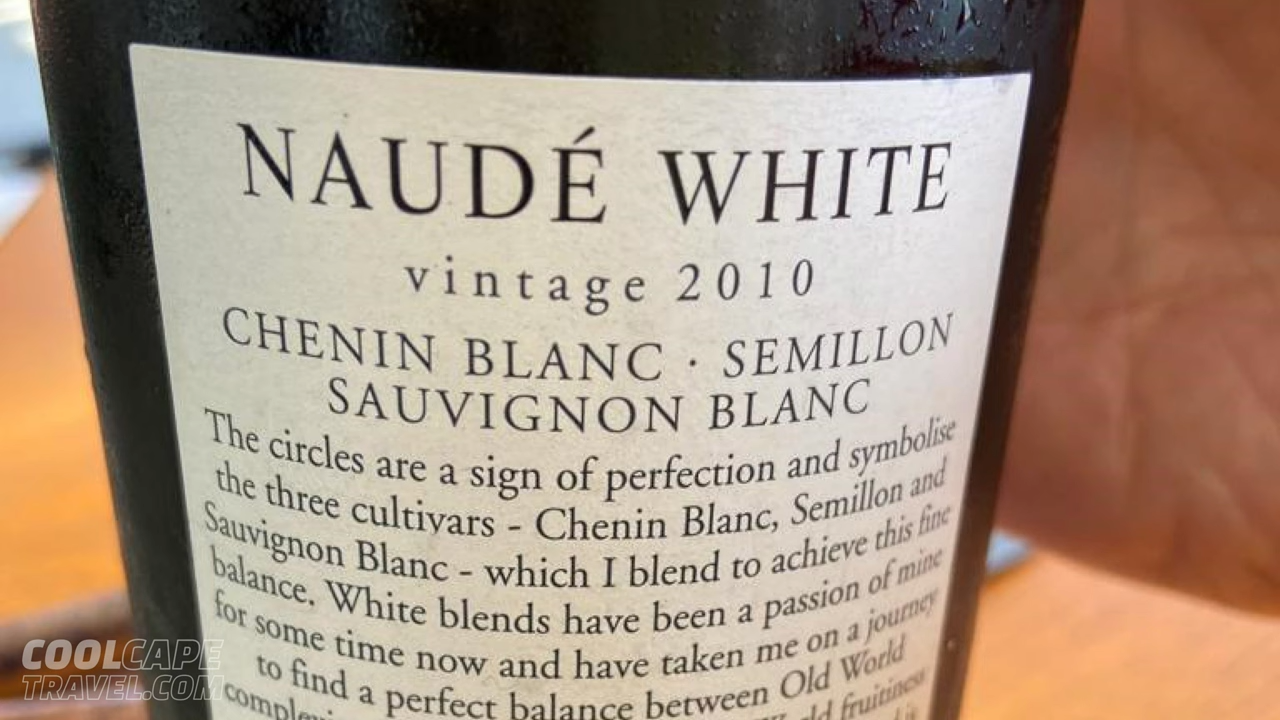 NAUDÉ WHITE
vintage 2010
CHENIN BLANC · SEMILLON
SAUVIGNON BLANC
The circles are a sign of perfection and symbolise
the three cultivars - Chenin Blanc, Semillon and
Sauvignon Blanc - which I blend to achieve this fine
balance. White blends have been a passion of mine
for some time now and have taken me on a journey
to find a perfect balance between Old World
fruitiness
COOLCAPE
TRAVEL.COM